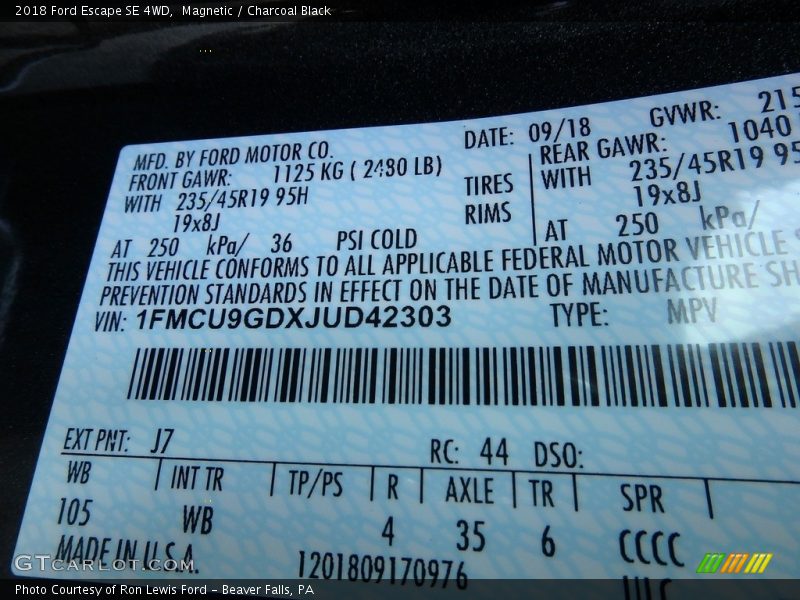 2018 Ford Escape SE 4WD, Magnetic / Charcoal Black
MFD. BY FORD MOTOR CO. DATE: 09/18 GVWR: 215
FRONT GAWR: 1125 KG ( 2480 LB) REAR GAWR: 1040
WITH 235/45R19 95H TIRES WITH 235/45R19 95
19x8J RIMS 19x8J
AT 250 kPa/ 36 PSI COLD AT 250 kPa/
THIS VEHICLE CONFORMS TO ALL APPLICABLE FEDERAL MOTOR VEHICLE
PREVENTION STANDARDS IN EFFECT ON THE DATE OF MANUFACTURE SH
VIN: 1FMCU9GDXJUD42303 TYPE: MPV
EXT PNT: J7 RC: 44 DSO:
WB INT TR TP/PS R AXLE TR SPR
105 WB 4 35 6 CCCC
MADE IN U.S.A. 1201809170976
GTCarLot.com
Photo Courtesy of Ron Lewis Ford - Beaver Falls, PA